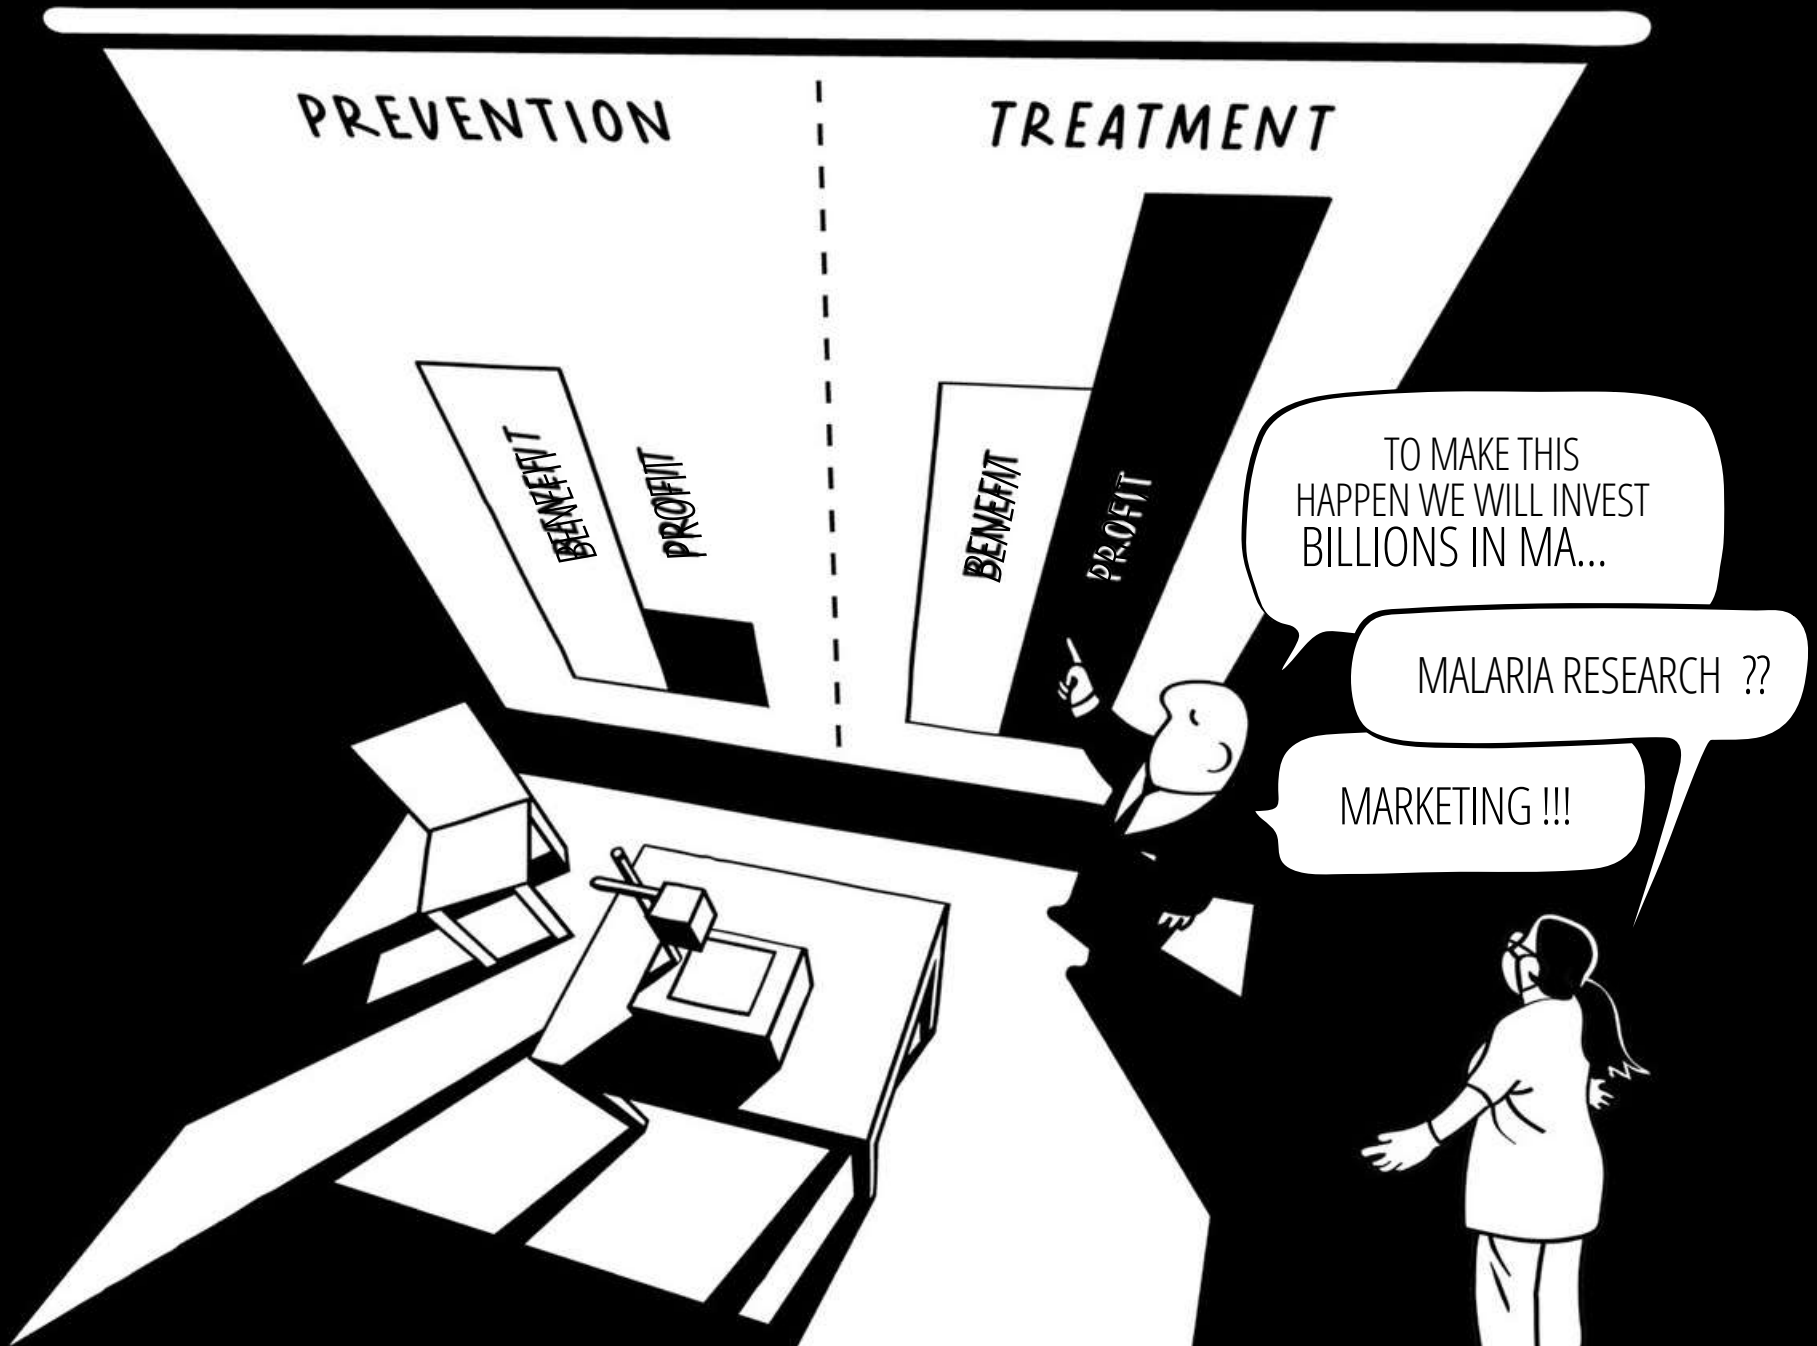 PREVENTION
TREATMENT
BENEFIT
PROFIT
BENEFIT
PROFIT
TO MAKE THIS
HAPPEN WE WILL INVEST
BILLIONS IN MA...
MALARIA RESEARCH ??
MARKETING !!!